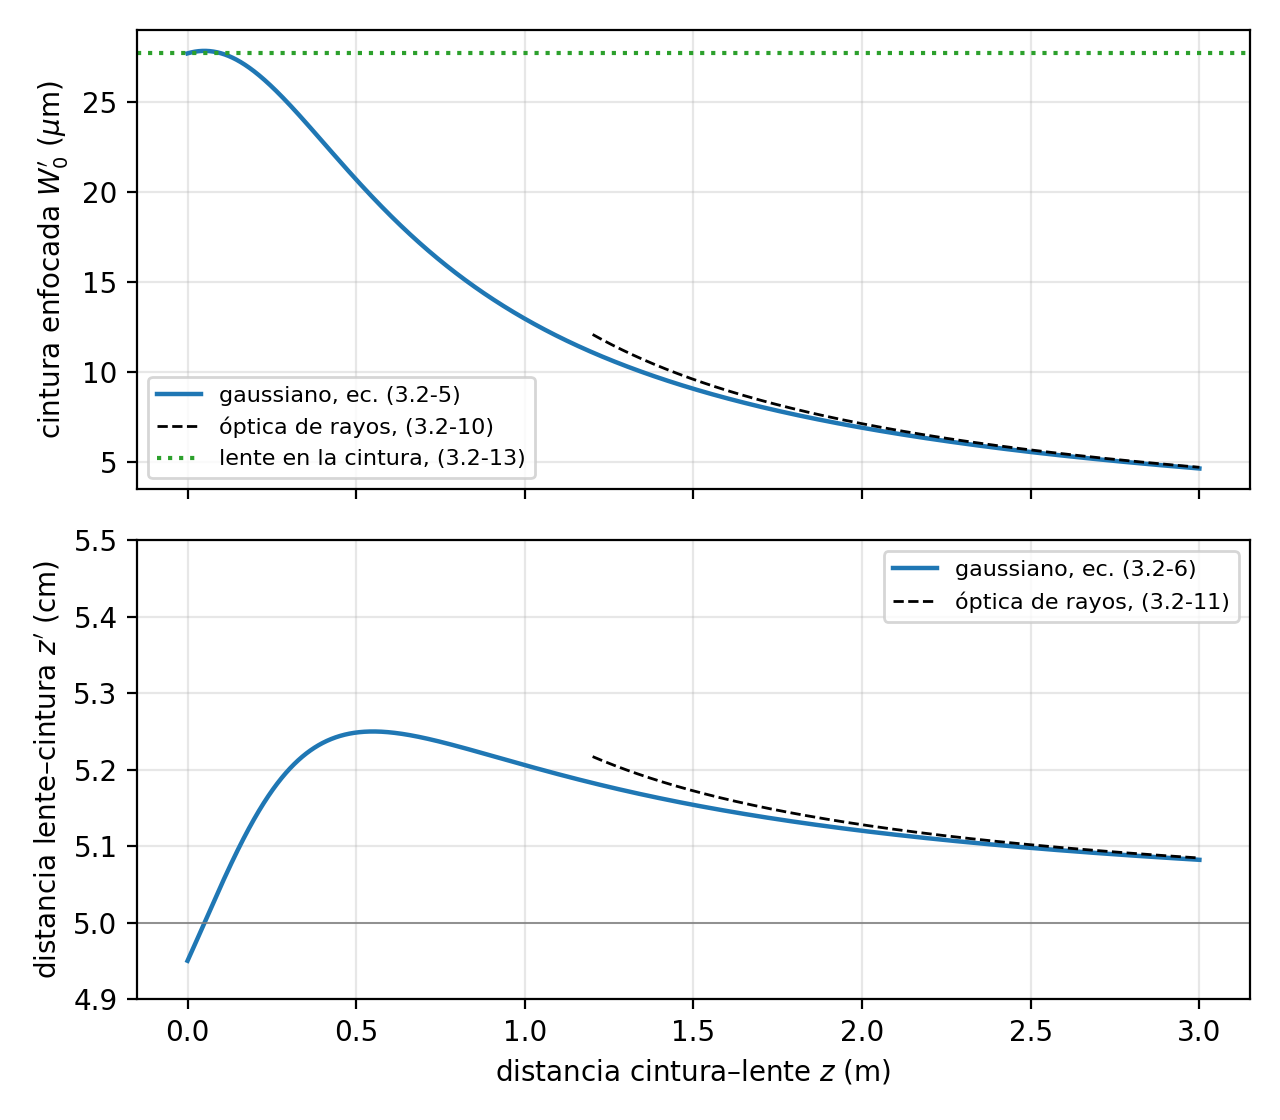 cintura enfocada W₀′ (μm)
25
20
15
10
5
gaussiano, ec. (3.2-5)
óptica de rayos, (3.2-10)
lente en la cintura, (3.2-13)
distancia lente–cintura z′ (cm)
5.5
5.4
5.3
5.2
5.1
5.0
4.9
gaussiano, ec. (3.2-6)
óptica de rayos, (3.2-11)
0.0 0.5 1.0 1.5 2.0 2.5 3.0
distancia cintura–lente z (m)